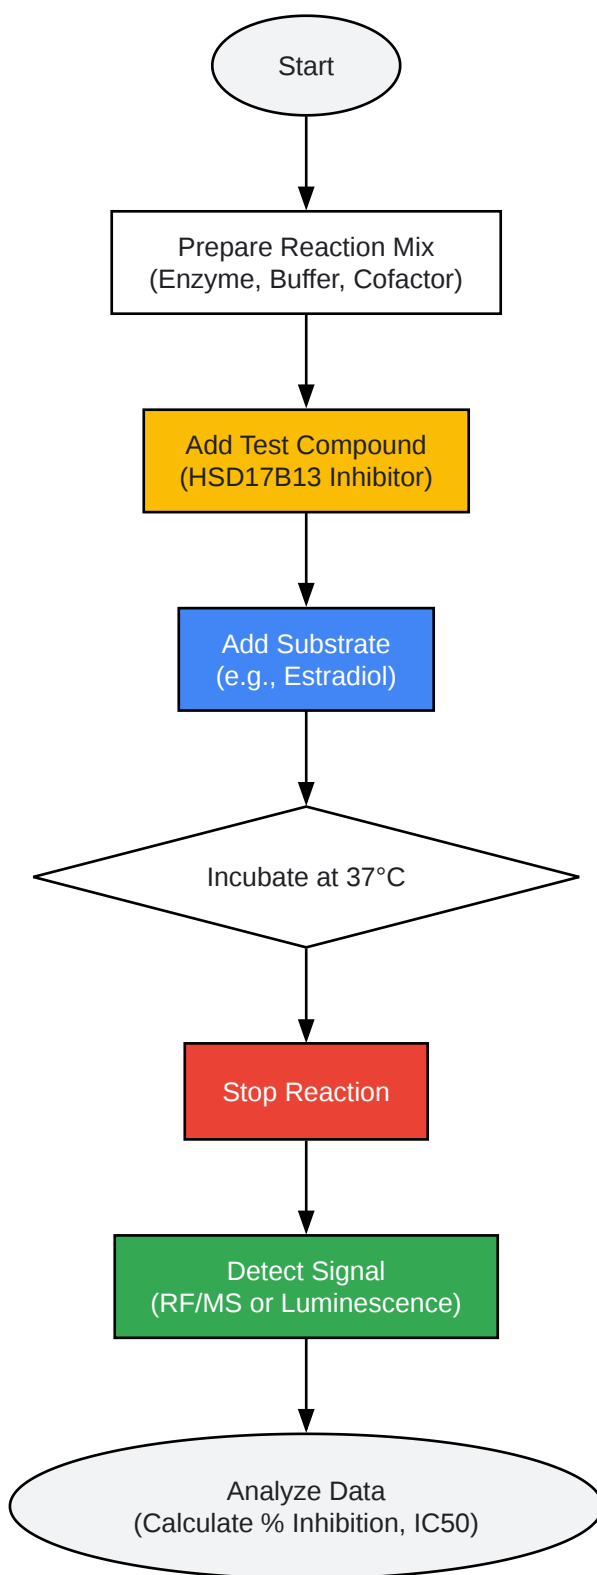 Start
Prepare Reaction Mix
(Enzyme, Buffer, Cofactor)
Add Test Compound
(HSD17B13 Inhibitor)
Add Substrate
(e.g., Estradiol)
Incubate at 37°C
Stop Reaction
Detect Signal
(RF/MS or Luminescence)
Analyze Data
(Calculate % Inhibition, IC50)